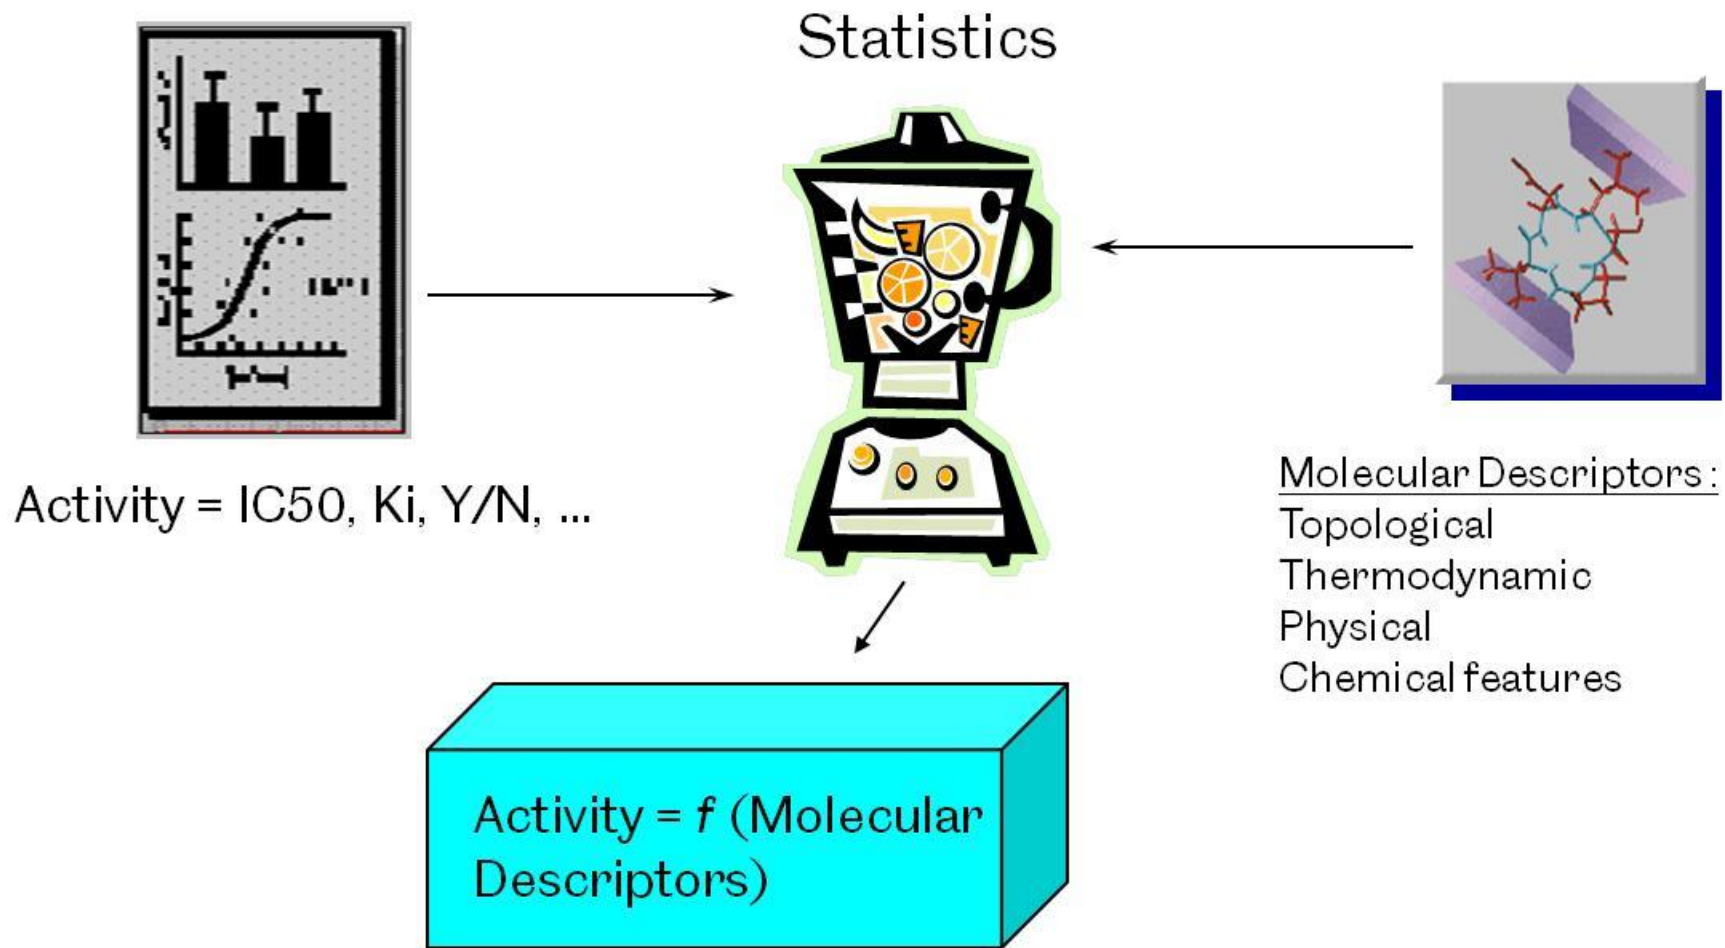 Statistics
Activity = IC50, Ki, Y/N, ...
Molecular Descriptors :
Topological
Thermodynamic
Physical
Chemical features
Activity = f (Molecular
Descriptors)